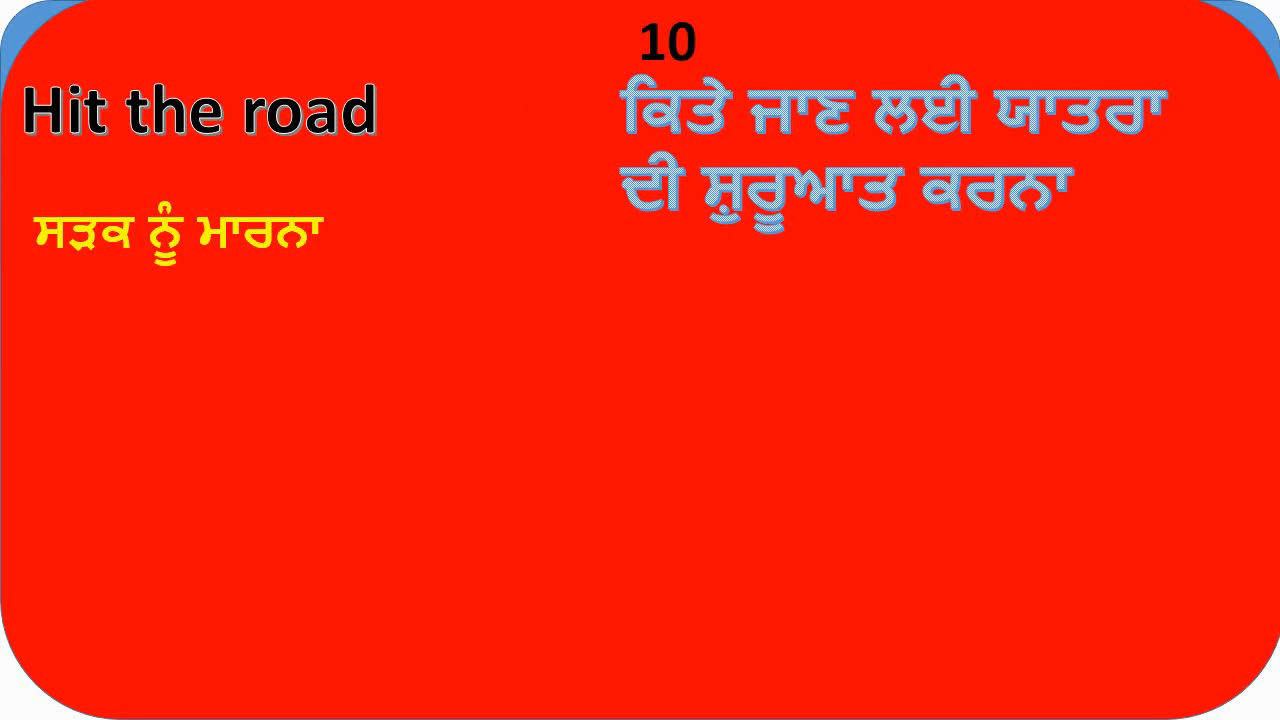 10
Hit the road
ਸੜਕ ਨੂੰ ਮਾਰਨਾ
ਕਿਤੇ ਜਾਣ ਲਈ ਯਾਤਰਾ
ਦੀ ਸ਼ੁਰੂਆਤ ਕਰਨਾ